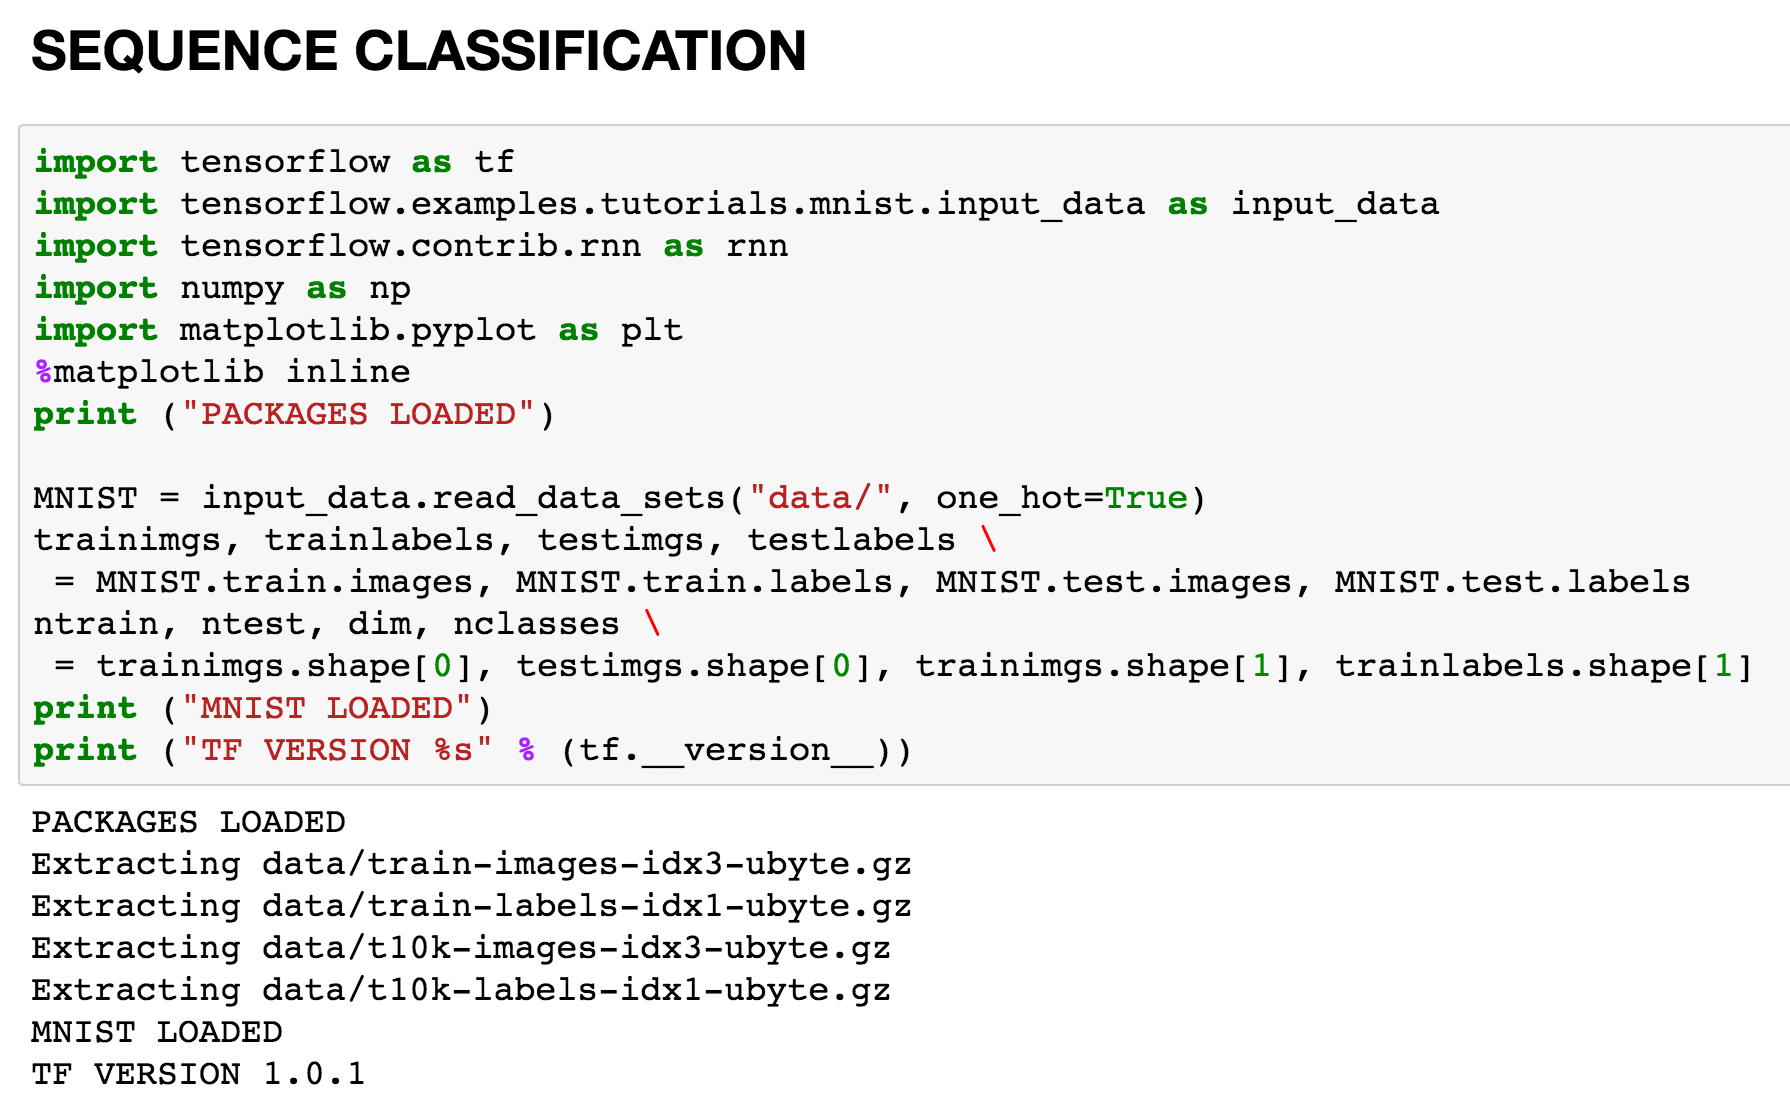 SEQUENCE CLASSIFICATION
import tensorflow as tf
import tensorflow.examples.tutorials.mnist.input_data as input_data
import tensorflow.contrib.rnn as rnn
import numpy as np
import matplotlib.pyplot as plt
%matplotlib inline
print ("PACKAGES LOADED")

MNIST = input_data.read_data_sets("data/", one_hot=True)
trainimgs, trainlabels, testimgs, testlabels \
 = MNIST.train.images, MNIST.train.labels, MNIST.test.images, MNIST.test.labels
ntrain, ntest, dim, nclasses \
 = trainimgs.shape[0], testimgs.shape[0], trainimgs.shape[1], trainlabels.shape[1]
print ("MNIST LOADED")
print ("TF VERSION %s" % (tf.__version__))
PACKAGES LOADED
Extracting data/train-images-idx3-ubyte.gz
Extracting data/train-labels-idx1-ubyte.gz
Extracting data/t10k-images-idx3-ubyte.gz
Extracting data/t10k-labels-idx1-ubyte.gz
MNIST LOADED
TF VERSION 1.0.1